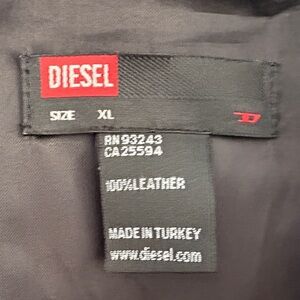 DIESEL
SIZE XL
RN 93243
CA 25594
100% LEATHER
MADE IN TURKEY
www.diesel.com